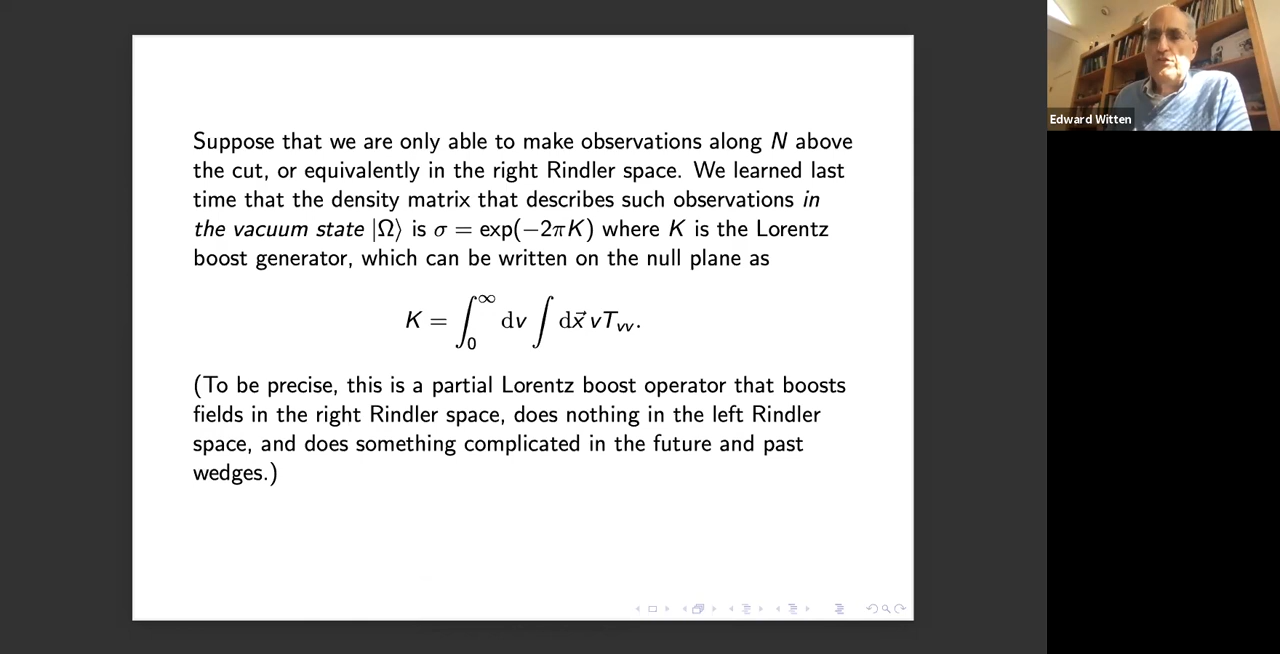 Suppose that we are only able to make observations along N above
the cut, or equivalently in the right Rindler space. We learned last
time that the density matrix that describes such observations in
the vacuum state |Ω⟩ is σ = exp(−2πK) where K is the Lorentz
boost generator, which can be written on the null plane as
K = ∫₀^∞ dv ∫ dx⃗ vT_vv.
(To be precise, this is a partial Lorentz boost operator that boosts
fields in the right Rindler space, does nothing in the left Rindler
space, and does something complicated in the future and past
wedges.)
Edward Witten